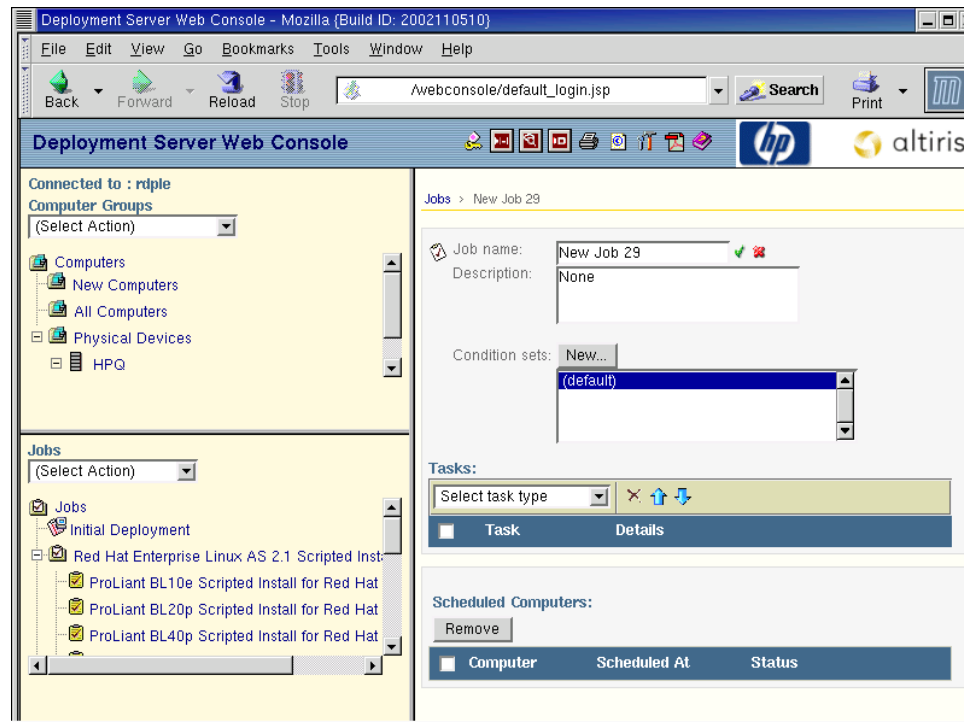 Deployment Server Web Console - Mozilla {Build ID: 2002110510}
File Edit View Go Bookmarks Tools Window Help
Back Forward Reload Stop /webconsole/default_login.jsp Search Print
Deployment Server Web Console hp altiris
Connected to : rdple
Computer Groups
(Select Action)
Computers
New Computers
All Computers
Physical Devices
HPQ
Jobs
(Select Action)
Jobs
Initial Deployment
Red Hat Enterprise Linux AS 2.1 Scripted Inst
ProLiant BL10e Scripted Install for Red Hat
ProLiant BL20p Scripted Install for Red Hat
ProLiant BL40p Scripted Install for Red Hat
Jobs > New Job 29
Job name: New Job 29
Description: None
Condition sets: New...
(default)
Tasks:
Select task type
Task Details
Scheduled Computers:
Remove
Computer Scheduled At Status